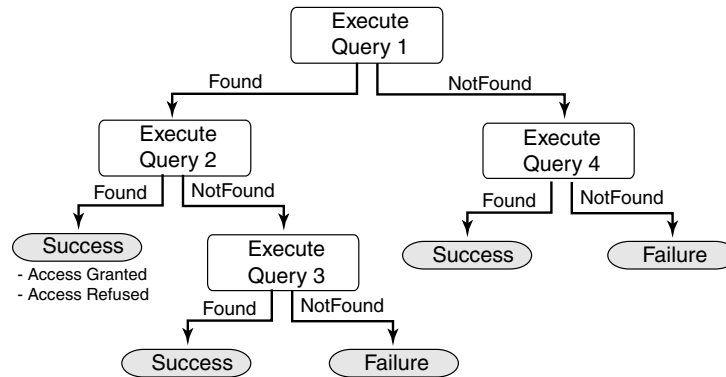 Execute
Query 1
Found
NotFound
Execute
Query 2
Execute
Query 4
Found
NotFound
Found
NotFound
Success
- Access Granted
- Access Refused
Execute
Query 3
Success
Failure
Found
NotFound
Success
Failure